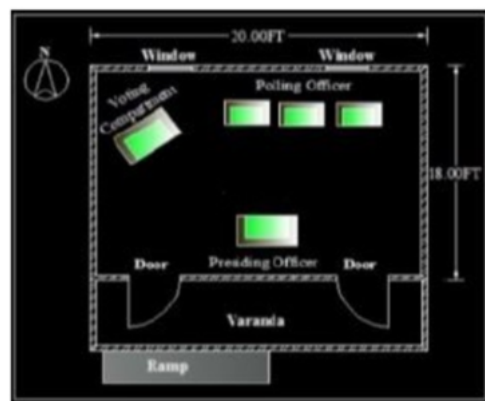 20.00FT
N
Window
Window
Voting
Compartment
Polling Officer
18.00FT
Door
Presiding Officer
Door
Varanda
Ramp